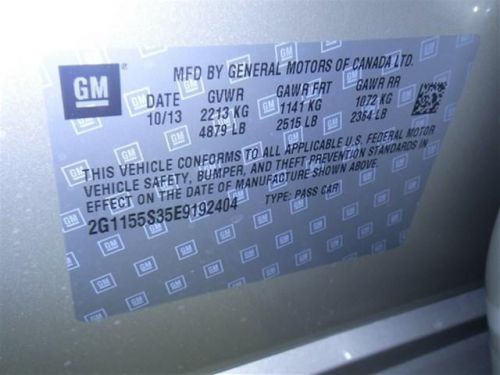 GM
MFD BY GENERAL MOTORS OF CANADA LTD.
DATE GVWR GAWR FRT GAWR RR
10/13 2213 KG 1141 KG 1072 KG
4879 LB 2515 LB 2364 LB
THIS VEHICLE CONFORMS TO ALL APPLICABLE U.S. FEDERAL MOTOR
VEHICLE SAFETY, BUMPER, AND THEFT PREVENTION STANDARDS IN
EFFECT ON THE DATE OF MANUFACTURE SHOWN ABOVE.
2G1155S35E9192404 TYPE: PASS CAR